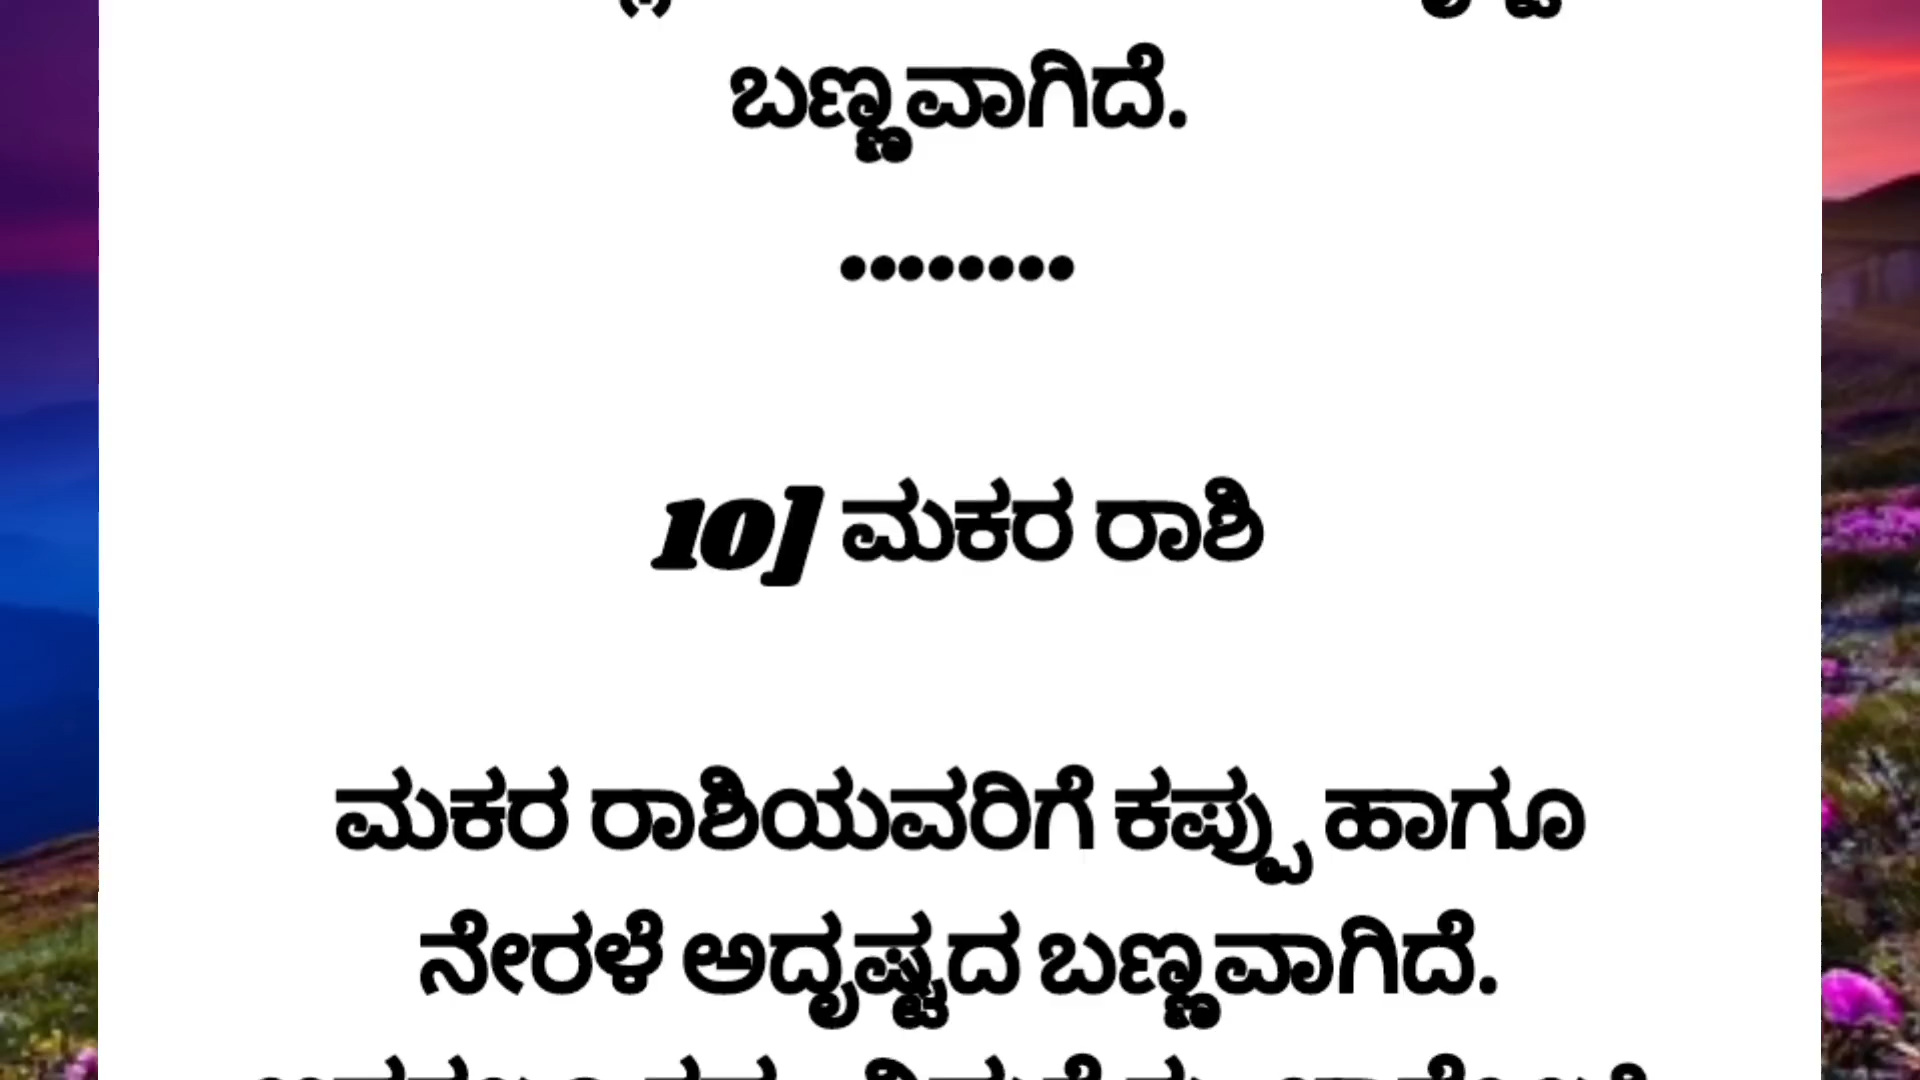 ಬಣ್ಣವಾಗಿದೆ.
••••••••
10] ಮಕರ ರಾಶಿ
ಮಕರ ರಾಶಿಯವರಿಗೆ ಕಪ್ಪು ಹಾಗೂ
ನೇರಳೆ ಅದೃಷ್ಟದ ಬಣ್ಣವಾಗಿದೆ.